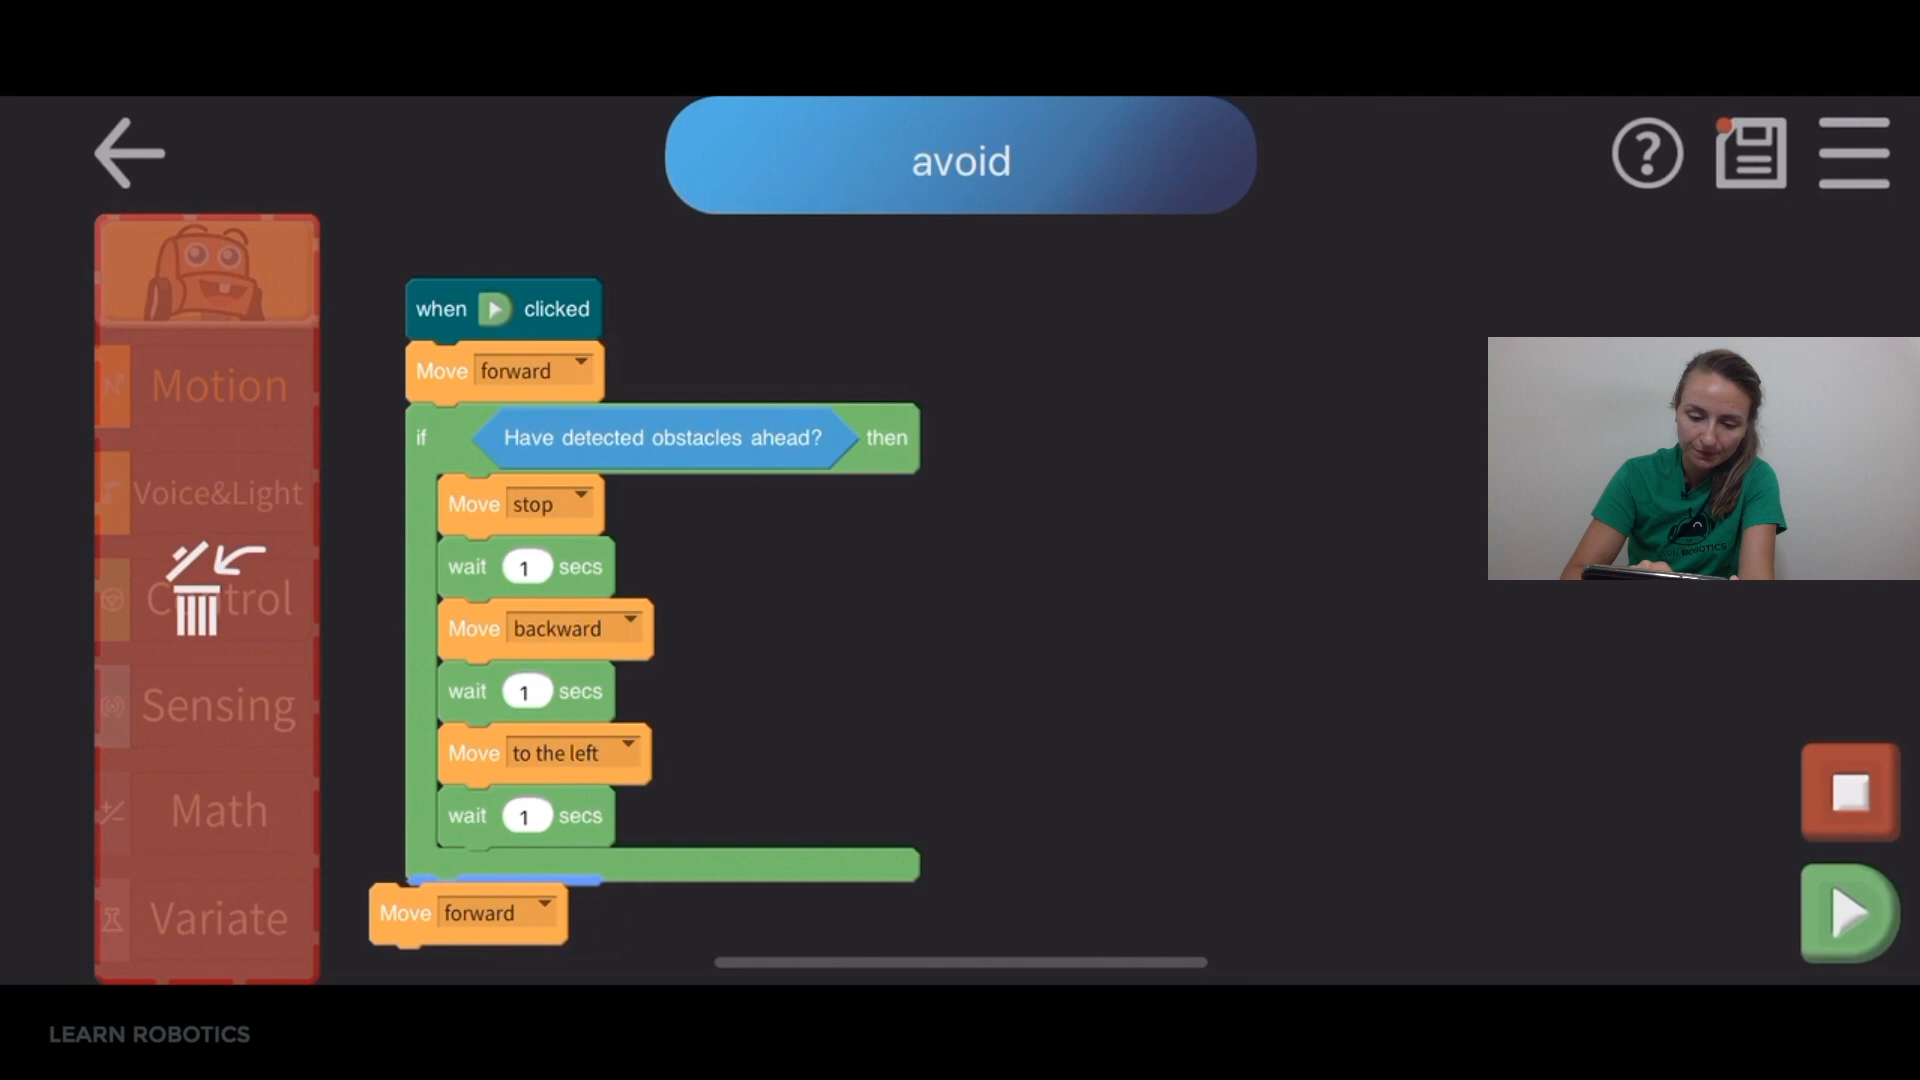 avoid
Motion
Voice&Light
Sensing
Math
Variate
when clicked
Move forward
if Have detected obstacles ahead? then
Move stop
wait 1 secs
Move backward
wait 1 secs
Move to the left
wait 1 secs
Move forward
ROBOTICS
LEARN ROBOTICS